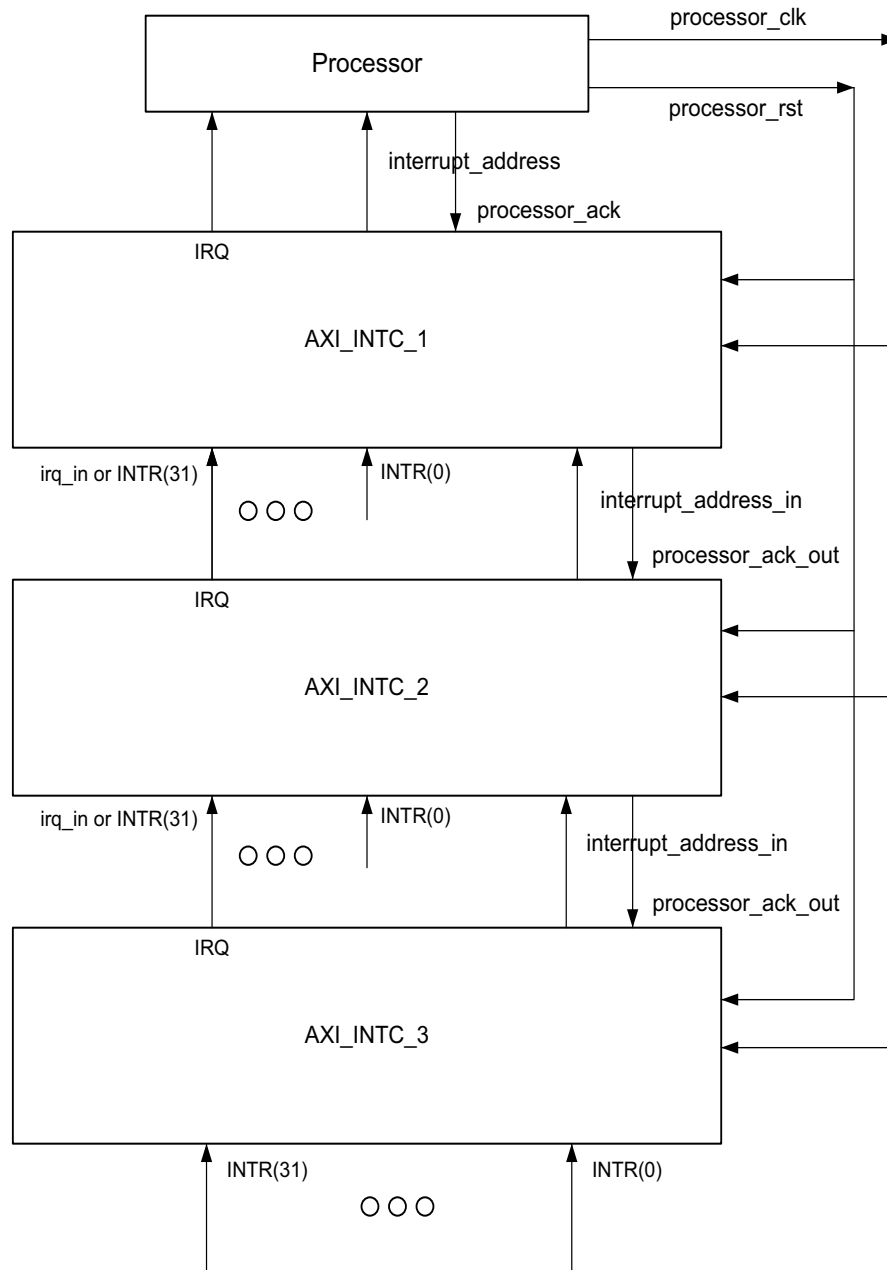 processor_clk
Processor
processor_rst
interrupt_address
processor_ack
IRQ
AXI_INTC_1
irq_in or INTR(31)
INTR(0)
interrupt_address_in
processor_ack_out
IRQ
AXI_INTC_2
irq_in or INTR(31)
INTR(0)
interrupt_address_in
processor_ack_out
IRQ
AXI_INTC_3
INTR(31)
INTR(0)